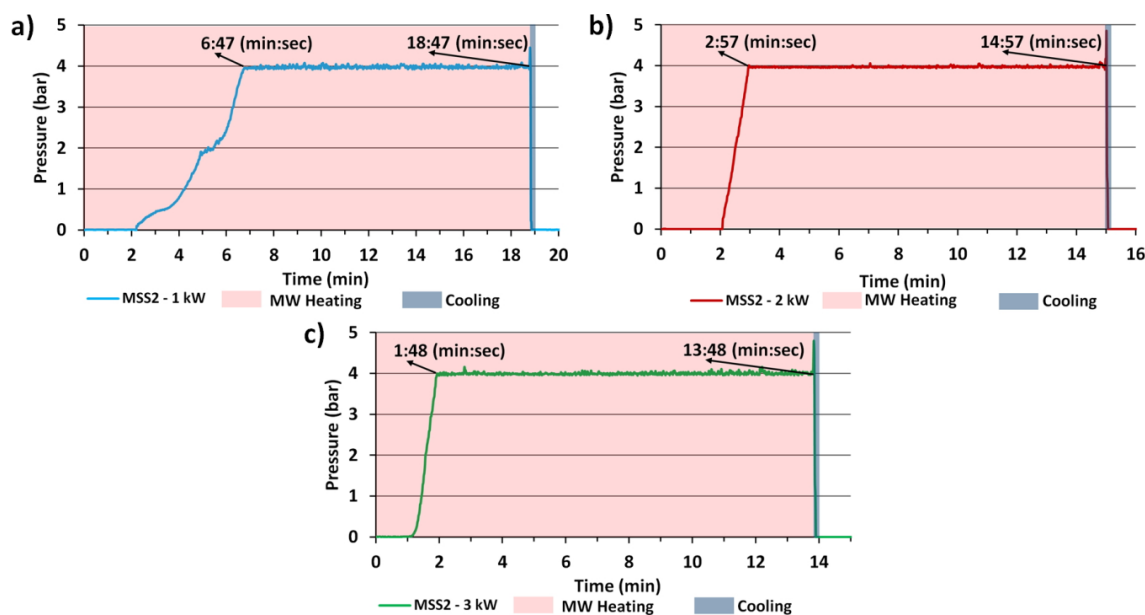 a)
5
4
3
2
1
0
Pressure (bar)
6:47 (min:sec)
18:47 (min:sec)
0 2 4 6 8 10 12 14 16 18 20
Time (min)
MSS2 - 1 kW MW Heating Cooling
b)
5
4
3
2
1
0
Pressure (bar)
2:57 (min:sec)
14:57 (min:sec)
0 2 4 6 8 10 12 14 16
Time (min)
MSS2 - 2 kW MW Heating Cooling
c)
5
4
3
2
1
0
Pressure (bar)
1:48 (min:sec)
13:48 (min:sec)
0 2 4 6 8 10 12 14
Time (min)
MSS2 - 3 kW MW Heating Cooling